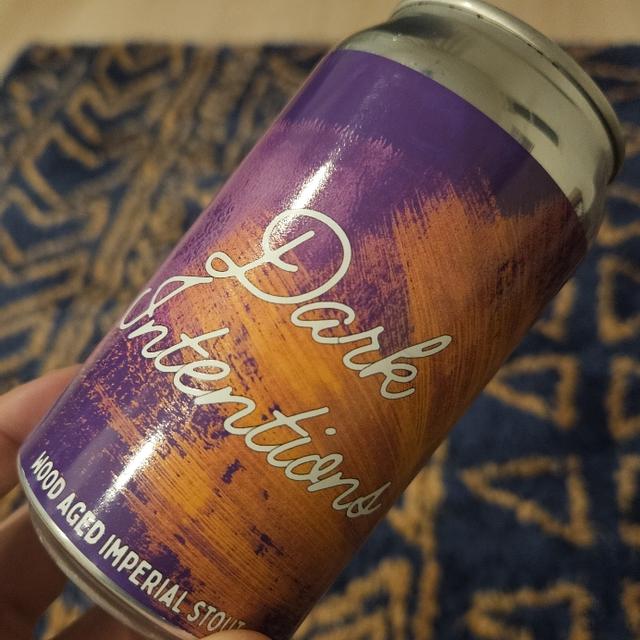 Dark
Intentions
WOOD AGED IMPERIAL STOUT